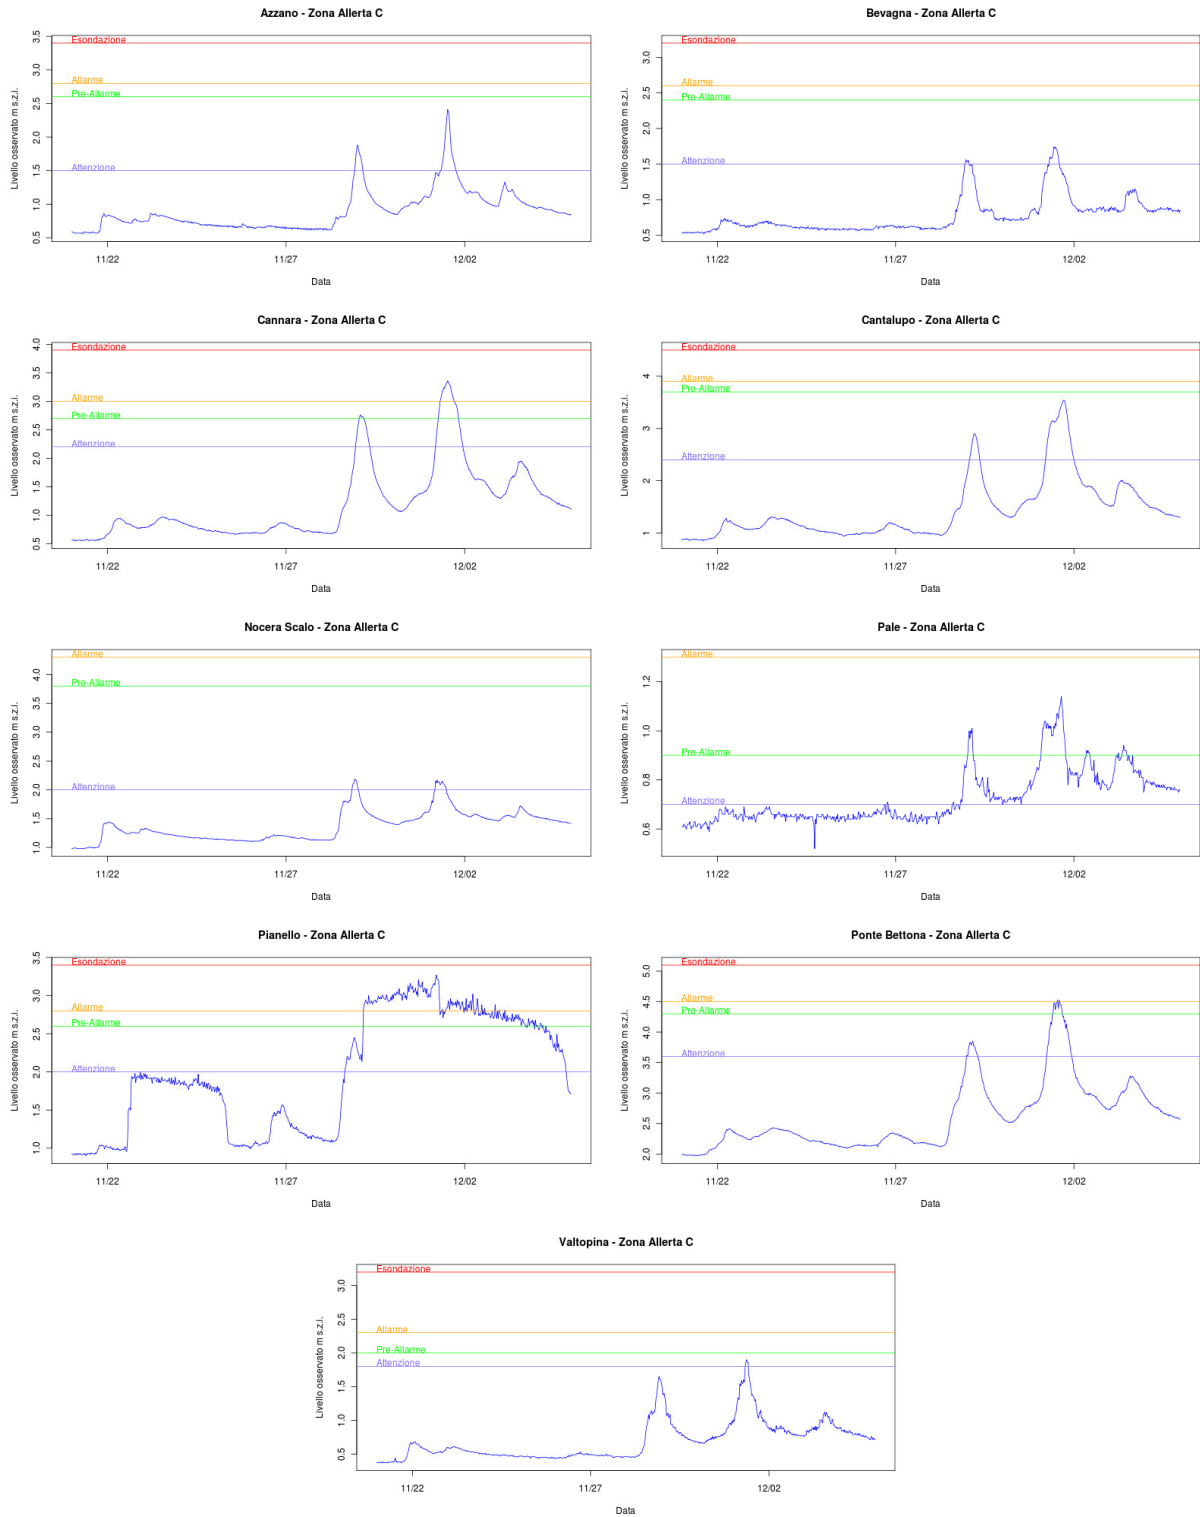 Azzano - Zona Allerta C
Livello osservato m s.z.i.
3.5
3.0
2.5
2.0
1.5
1.0
0.5
Esondazione
Allarme
Pre-Allarme
Attenzione
11/22 11/27 12/02
Data
Bevagna - Zona Allerta C
Livello osservato m s.z.i.
3.0
2.5
2.0
1.5
1.0
0.5
Esondazione
Allarme
Pre-Allarme
Attenzione
11/22 11/27 12/02
Data
Cannara - Zona Allerta C
Livello osservato m s.z.i.
4.0
3.5
3.0
2.5
2.0
1.5
1.0
0.5
Esondazione
Allarme
Pre-Allarme
Attenzione
11/22 11/27 12/02
Data
Cantalupo - Zona Allerta C
Livello osservato m s.z.i.
4
3
2
1
Esondazione
Allarme
Pre-Allarme
Attenzione
11/22 11/27 12/02
Data
Nocera Scalo - Zona Allerta C
Livello osservato m s.z.i.
4.0
3.5
3.0
2.5
2.0
1.5
1.0
Allarme
Pre-Allarme
Attenzione
11/22 11/27 12/02
Data
Pale - Zona Allerta C
Livello osservato m s.z.i.
1.2
1.0
0.8
0.6
Allarme
Pre-Allarme
Attenzione
11/22 11/27 12/02
Data
Pianello - Zona Allerta C
Livello osservato m s.z.i.
3.5
3.0
2.5
2.0
1.5
1.0
Esondazione
Allarme
Pre-Allarme
Attenzione
11/22 11/27 12/02
Data
Ponte Bettona - Zona Allerta C
Livello osservato m s.z.i.
5.0
4.5
4.0
3.5
3.0
2.5
2.0
Esondazione
Allarme
Pre-Allarme
Attenzione
11/22 11/27 12/02
Data
Valtopina - Zona Allerta C
Livello osservato m s.z.i.
3.0
2.5
2.0
1.5
1.0
0.5
Esondazione
Allarme
Pre-Allarme
Attenzione
11/22 11/27 12/02
Data